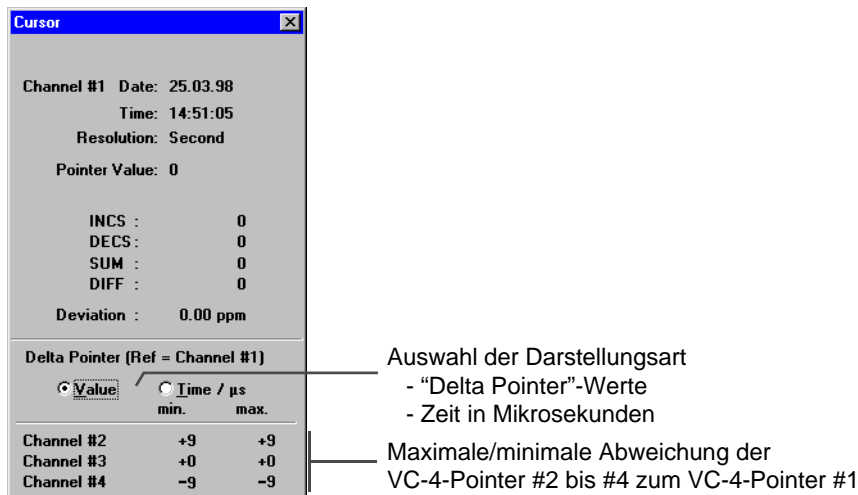 Cursor
Channel #1 Date: 25.03.98
Time: 14:51:05
Resolution: Second
Pointer Value: 0
INCS : 0
DECS : 0
SUM : 0
DIFF : 0
Deviation : 0.00 ppm
Delta Pointer (Ref = Channel #1)
Value Time / µs
min. max.
Channel #2 +9 +9
Channel #3 +0 +0
Channel #4 -9 -9
Auswahl der Darstellungsart
- “Delta Pointer”-Werte
- Zeit in Mikrosekunden
Maximale/minimale Abweichung der
VC-4-Pointer #2 bis #4 zum VC-4-Pointer #1